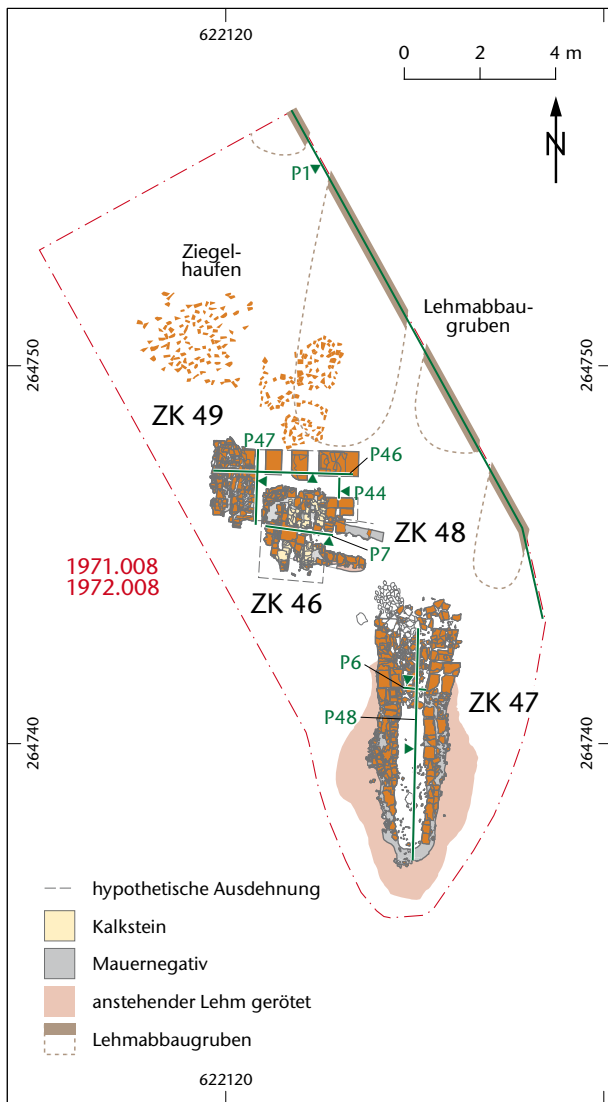 622120
0 2 4 m
N
P1
Ziegel-
haufen
Lehmabbau-
gruben
264750
264750
ZK 49
P47
P46
P44
ZK 48
P7
1971.008
1972.008
ZK 46
P6
ZK 47
P48
264740
264740
hypothetische Ausdehnung
Kalkstein
Mauernegativ
anstehender Lehm gerötet
Lehmabbaugruben
622120